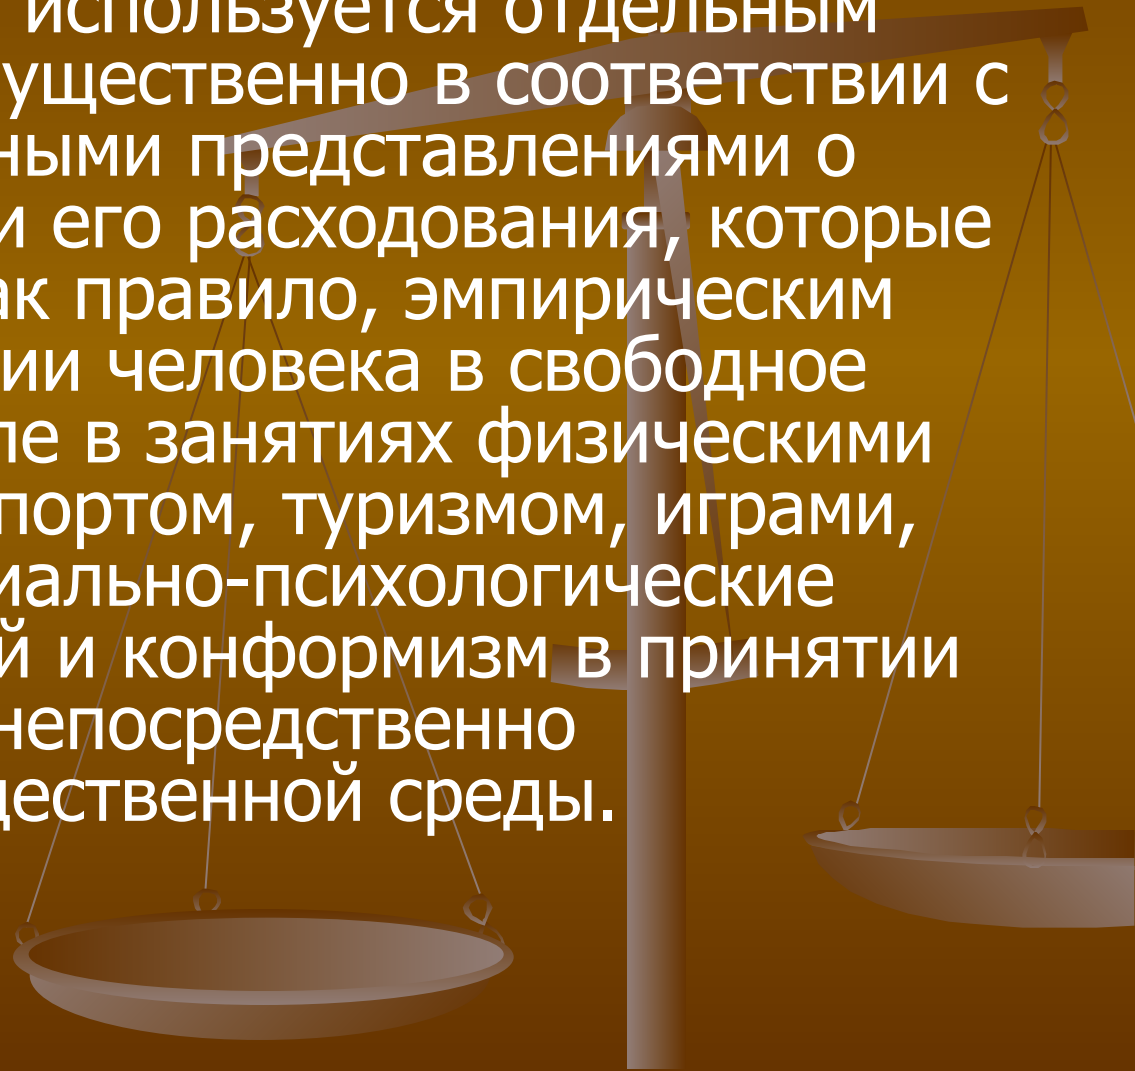 используется отдельным
ущественно в соответствии с
ными представлениями о
и его расходования, которые
ак правило, эмпирическим
ии человека в свободное
ле в занятиях физическими
портом, туризмом, играми,
иально-психологические
й и конформизм в принятии
непосредственно
щественной среды.